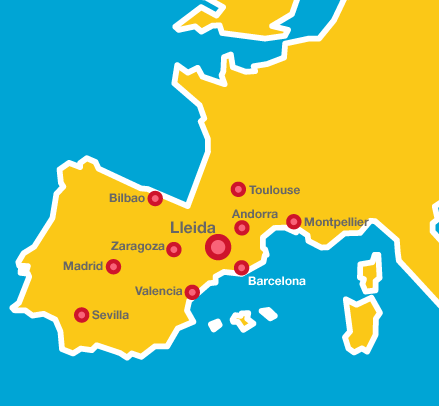 Toulouse
Bilbao
Andorra
Lleida
Montpellier
Zaragoza
Madrid
Barcelona
Valencia
Sevilla